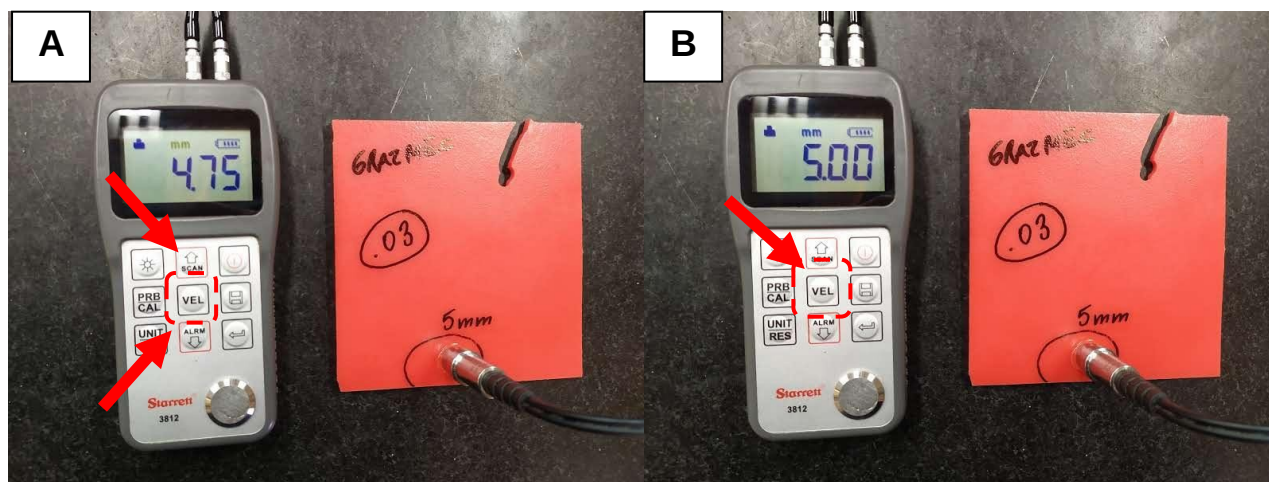 A
mm
4.75
SCAN
PRB
CAL
VEL
UNIT
ALRM
Starrett
3812
.03
5mm
B
mm
5.00
SCAN
PRB
CAL
VEL
UNIT
RES
ALRM
Starrett
3812
.03
5mm